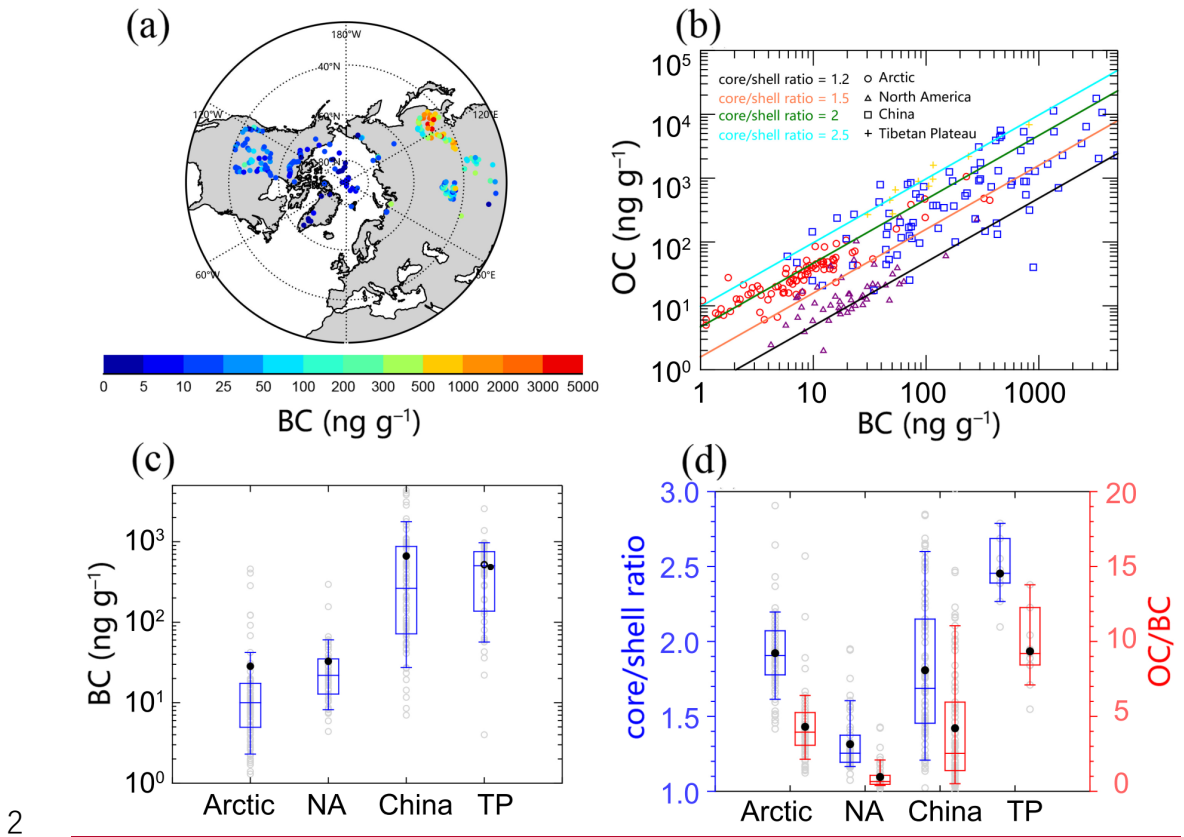 (a)
180°W
40°N
120°W
60°N
120°E
80°N
60°W
60°E
0 5 10 25 50 100 200 300 500 1000 2000 3000 5000
BC (ng g⁻¹)
(b)
OC (ng g⁻¹)
10⁵
10⁴
10³
10²
10¹
10⁰
core/shell ratio = 1.2
core/shell ratio = 1.5
core/shell ratio = 2
core/shell ratio = 2.5
Arctic
North America
China
Tibetan Plateau
1 10 100 1000
BC (ng g⁻¹)
(c)
BC (ng g⁻¹)
10³
10²
10¹
10⁰
Arctic NA China TP
(d)
core/shell ratio
3.0
2.5
2.0
1.5
1.0
20
15
10
5
0
OC/BC
Arctic NA China TP
2